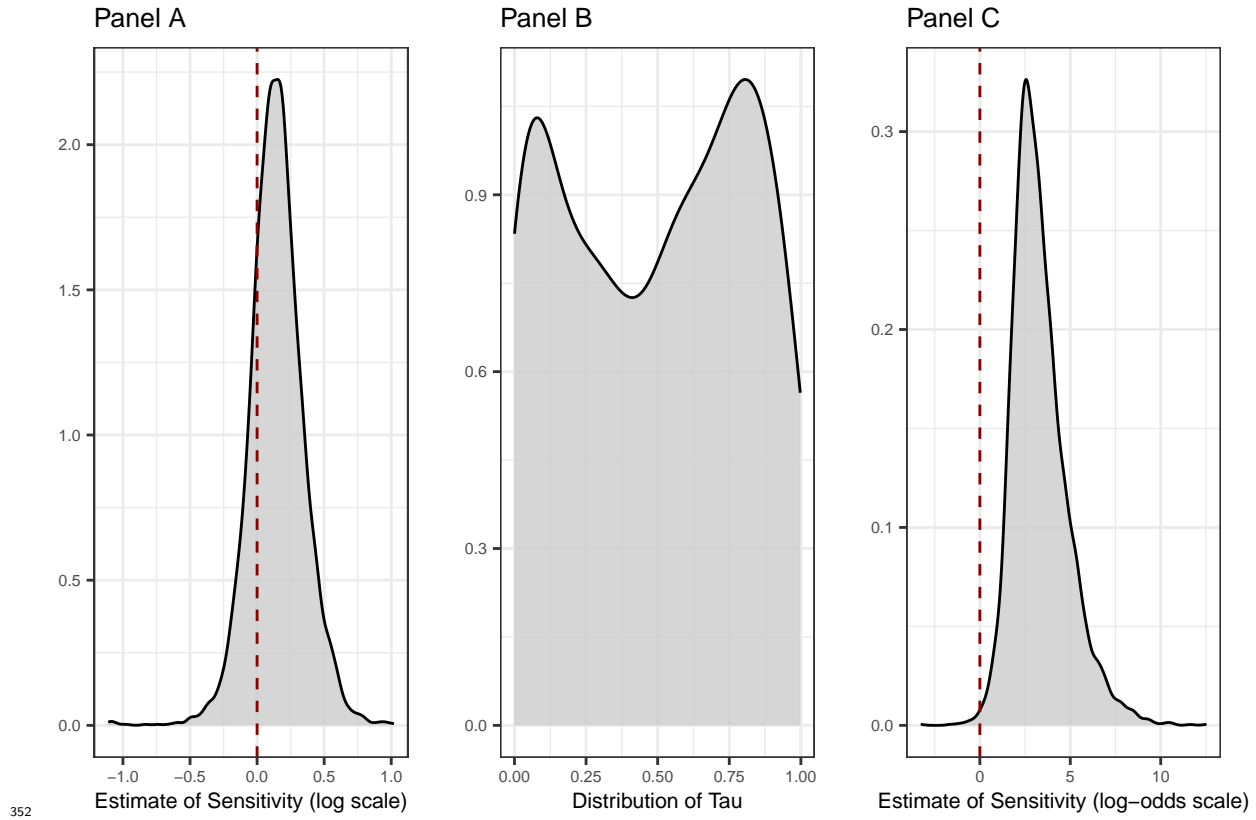 Panel A
Panel B
Panel C
2.0
1.5
1.0
0.5
0.0
−1.0 −0.5 0.0 0.5 1.0
Estimate of Sensitivity (log scale)
0.9
0.6
0.3
0.0
0.00 0.25 0.50 0.75 1.00
Distribution of Tau
0.3
0.2
0.1
0.0
0 5 10
Estimate of Sensitivity (log−odds scale)
352